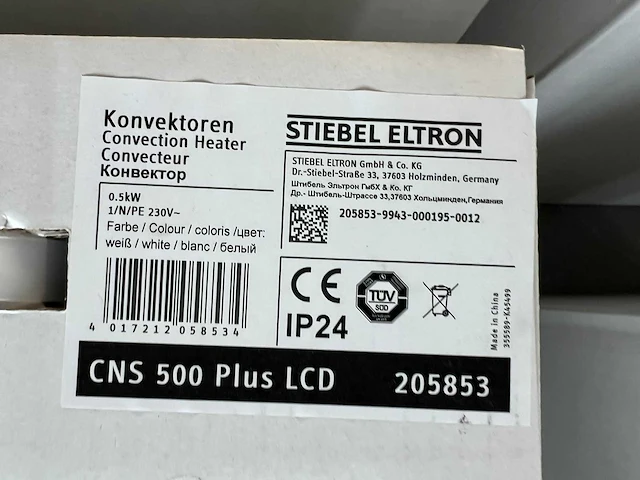 Konvektoren
Convection Heater
Convecteur
Конвектор
0.5kW
1/N/PE 230V~
Farbe / Colour / coloris /цвет:
weiß / white / blanc / белый
4 017212 058534
STIEBEL ELTRON
STIEBEL ELTRON GmbH & Co. KG
Dr.-Stiebel-Straße 33, 37603 Holzminden, Germany
Штибель Эльтрон ГмбХ & Ко. КГ
Др.- Штибель-Штрассе 33,37603 Хольцминден,Германия
205853-9943-000195-0012
CE
IP24
TÜV
SÜD
Made in China
355589-K45499
CNS 500 Plus LCD 205853